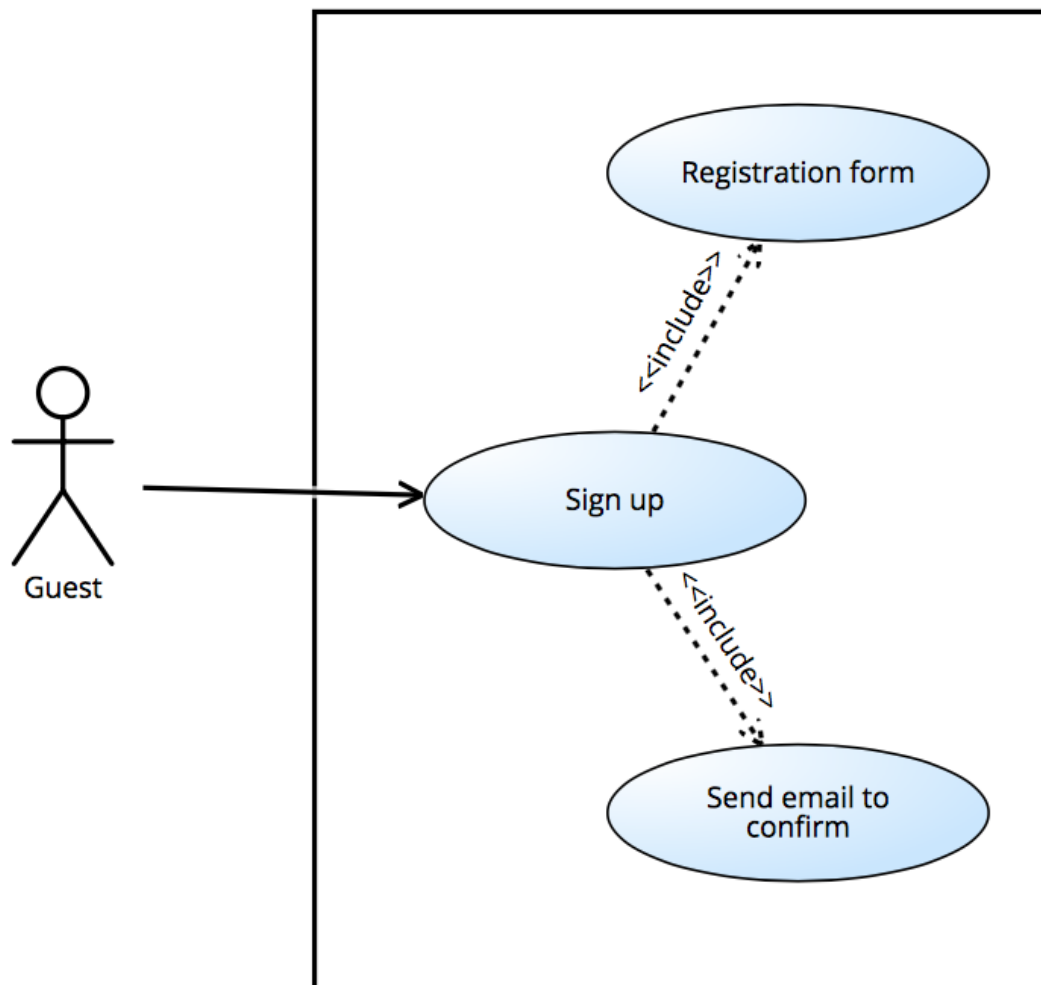 Registration form
<<include>>
Sign up
Guest
<<include>>
Send email to
confirm